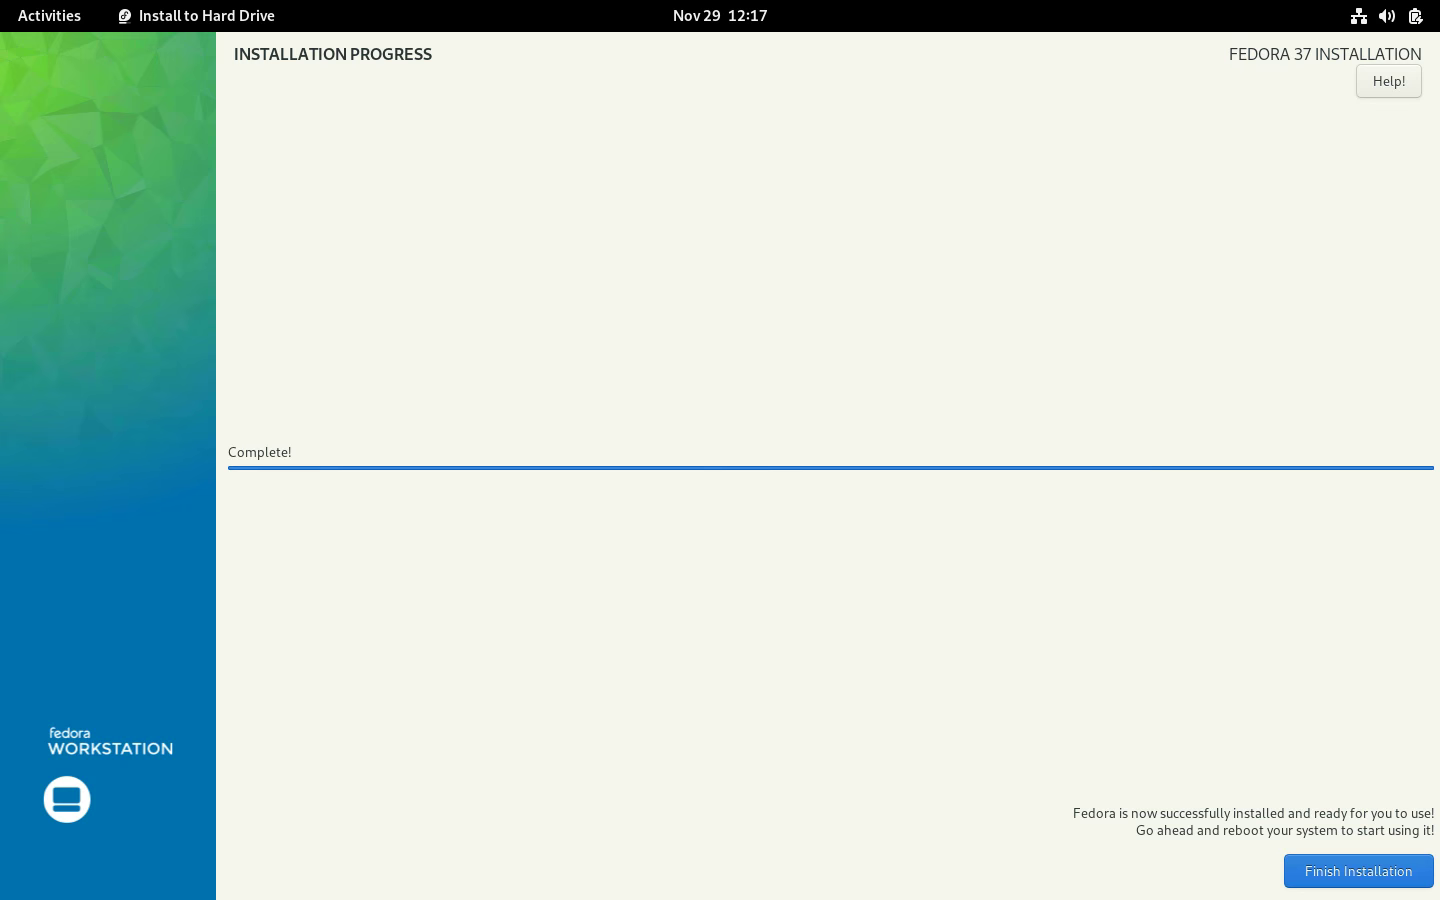 Activities
Install to Hard Drive
Nov 29 12:17
INSTALLATION PROGRESS
FEDORA 37 INSTALLATION
Help!
Complete!
fedora
WORKSTATION
Fedora is now successfully installed and ready for you to use!
Go ahead and reboot your system to start using it!
Finish Installation